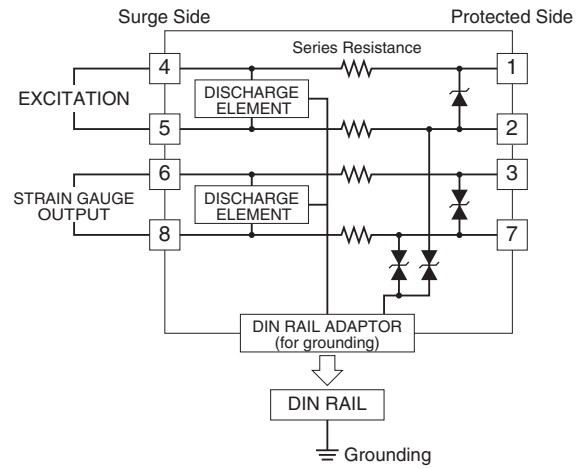 Surge Side
Protected Side
Series Resistance
4
1
EXCITATION
DISCHARGE
ELEMENT
5
2
6
3
STRAIN GAUGE
OUTPUT
DISCHARGE
ELEMENT
8
7
DIN RAIL ADAPTOR
(for grounding)
DIN RAIL
Grounding